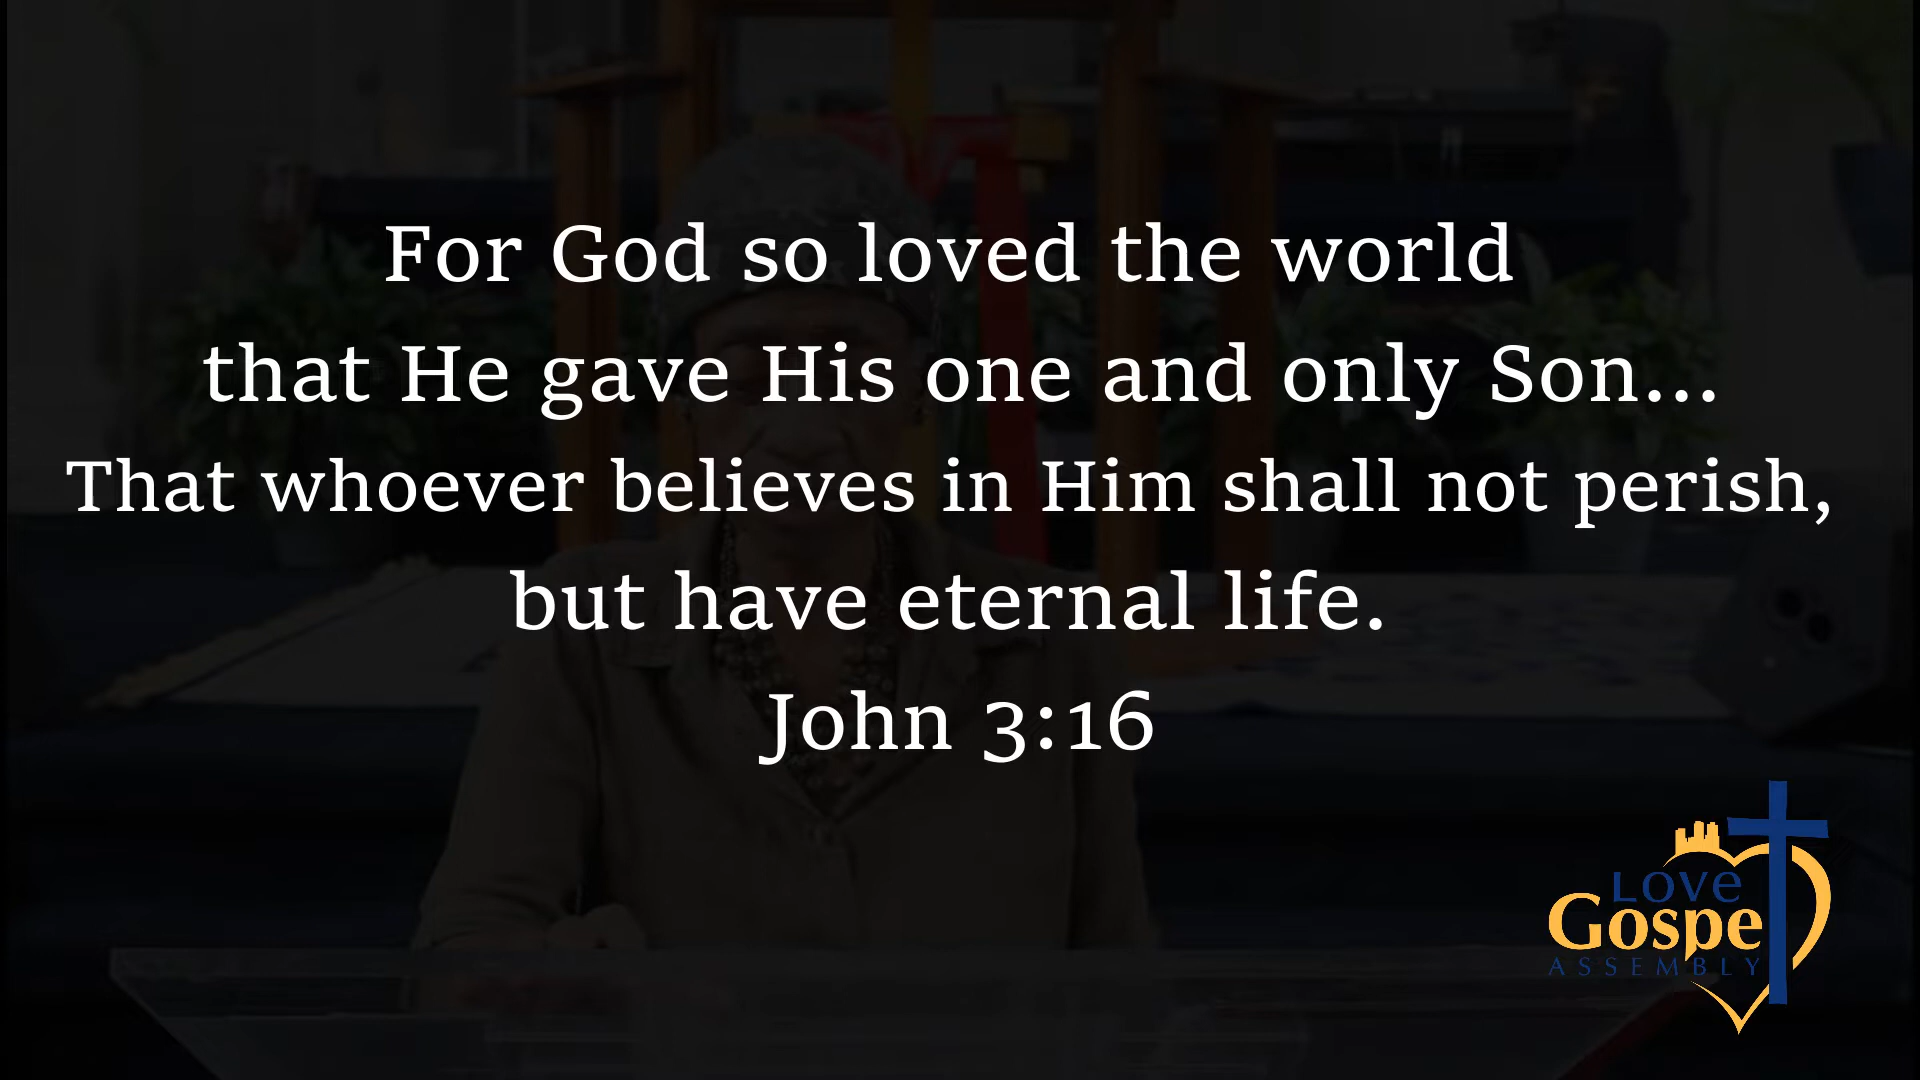 For God so loved the world
that He gave His one and only Son...
That whoever believes in Him shall not perish,
but have eternal life.
John 3:16
LOVe
Gospel
ASSEMBLY